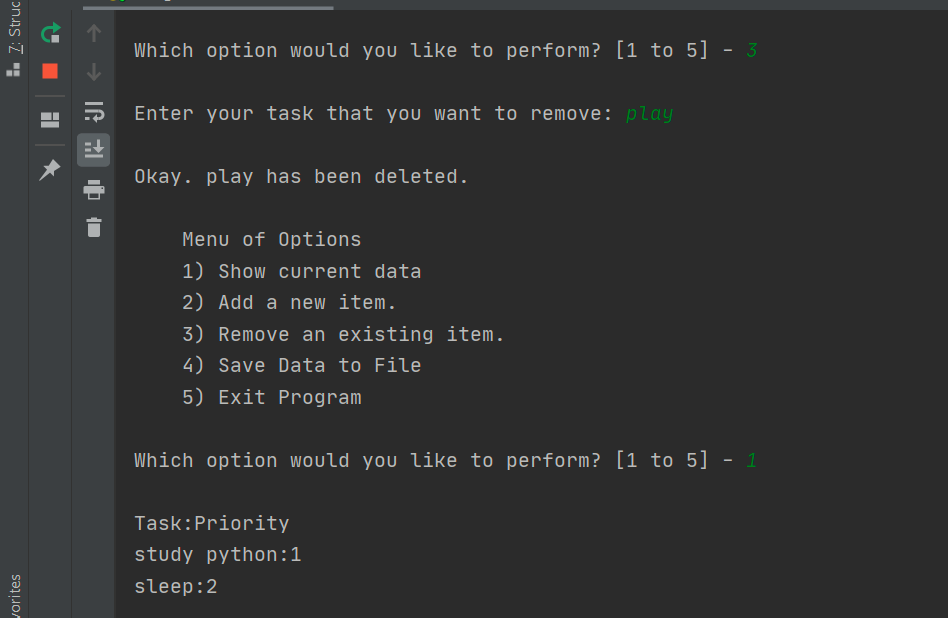 7: Struc
Which option would you like to perform? [1 to 5] - 3
Enter your task that you want to remove: play
Okay. play has been deleted.
Menu of Options
1) Show current data
2) Add a new item.
3) Remove an existing item.
4) Save Data to File
5) Exit Program
Which option would you like to perform? [1 to 5] - 1
Task:Priority
study python:1
sleep:2
vorites